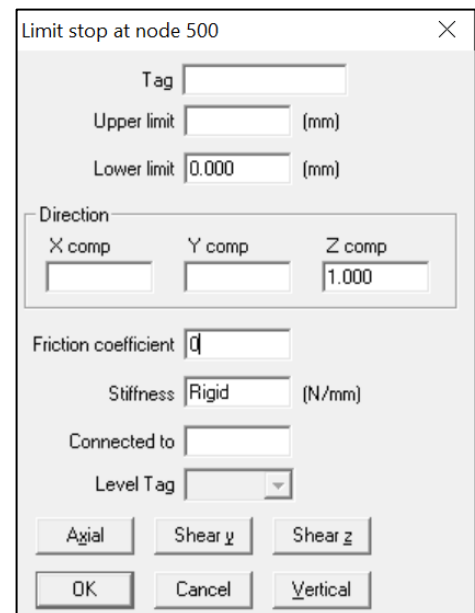 Limit stop at node 500
Tag
Upper limit (mm)
Lower limit 0.000 (mm)
Direction
X comp Y comp Z comp
1.000
Friction coefficient 0
Stiffness Rigid (N/mm)
Connected to
Level Tag
Axial Shear y Shear z
OK Cancel Vertical